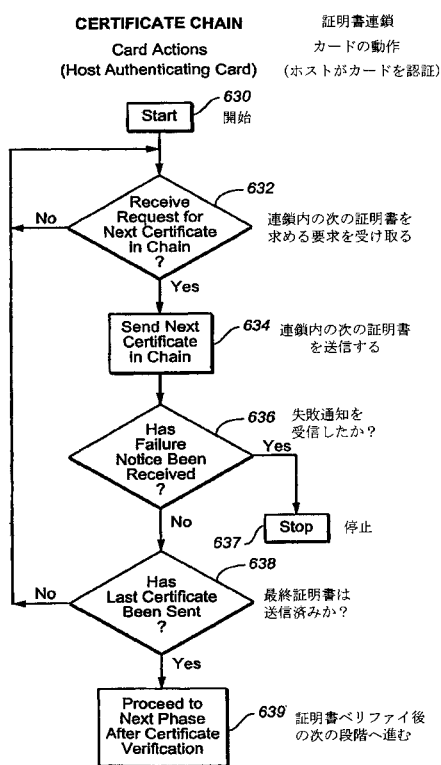 CERTIFICATE CHAIN
証明書連鎖
Card Actions
カードの動作
(Host Authenticating Card)
(ホストがカードを認証)
630
Start
開始
632
Receive
Request for
Next Certificate
in Chain
?
No
連鎖内の次の証明書を
求める要求を受け取る
Yes
Send Next
Certificate
in Chain
634
連鎖内の次の証明書
を送信する
636
失敗通知を
受信したか?
Has
Failure
Notice Been
Received
?
Yes
No
637
Stop
停止
638
Has
Last Certificate
Been Sent
?
No
最終証明書は
送信済みか?
Yes
Proceed to
Next Phase
After Certificate
Verification
639
証明書ベリファイ後
の次の段階へ進む